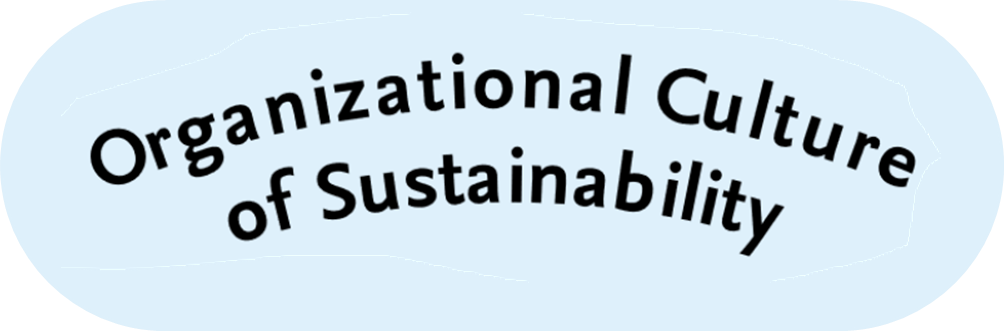 Organizational Culture
of Sustainability